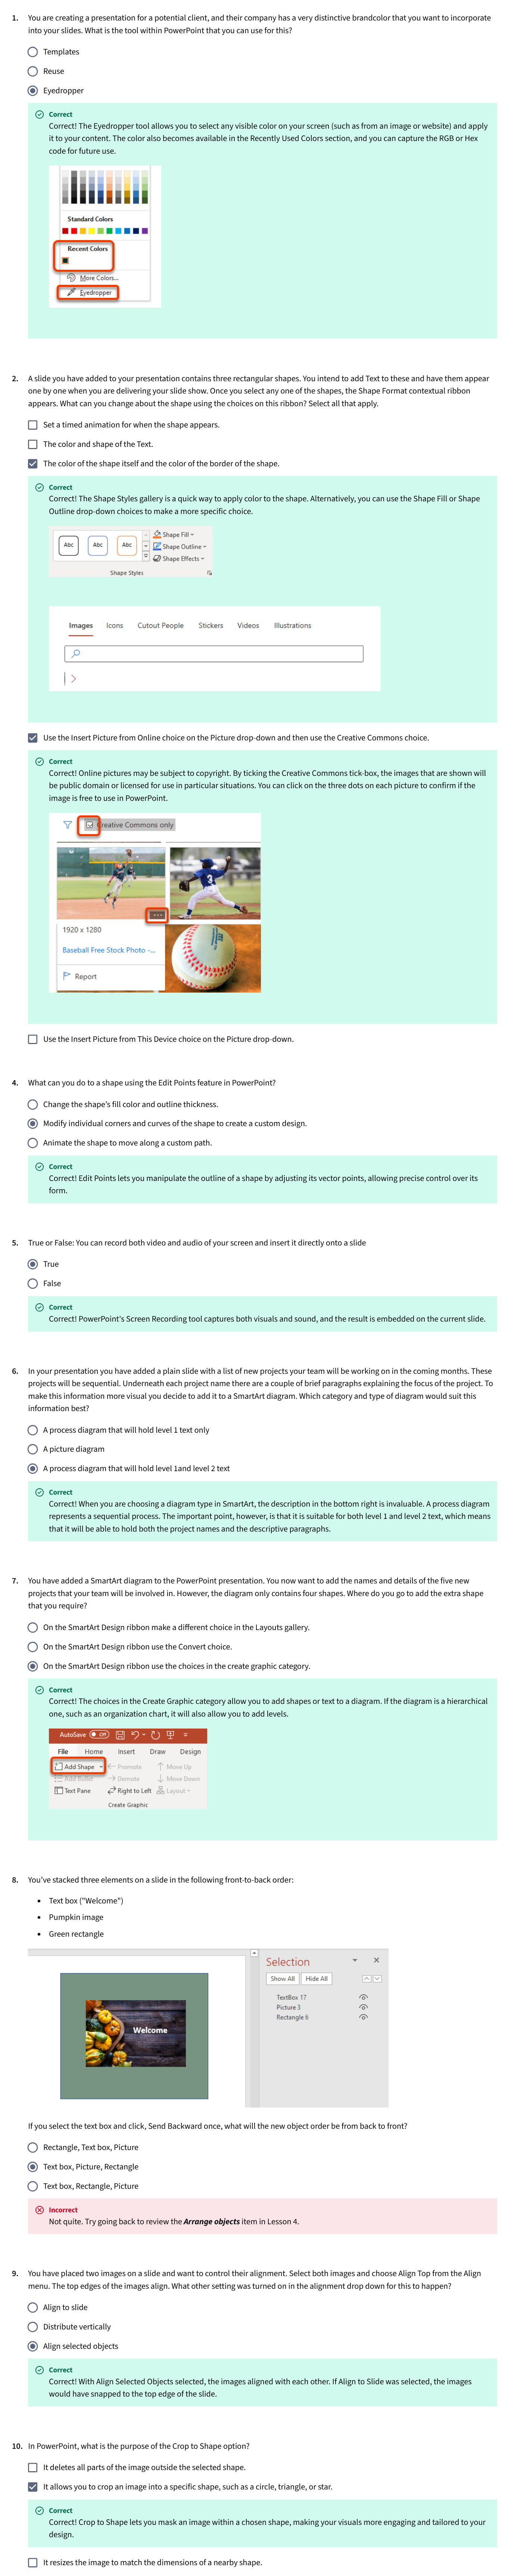 1. You are creating a presentation for a potential client, and their company has a very distinctive brandcolor that you want to incorporate
into your slides. What is the tool within PowerPoint that you can use for this?
Templates
Reuse
Eyedropper
Correct
Correct! The Eyedropper tool allows you to select any visible color on your screen (such as from an image or website) and apply
it to your content. The color also becomes available in the Recently Used Colors section, and you can capture the RGB or Hex
code for future use.
Standard Colors
Recent Colors
More Colors...
Eyedropper
2. A slide you have added to your presentation contains three rectangular shapes. You intend to add Text to these and have them appear
one by one when you are delivering your slide show. Once you select any one of the shapes, the Shape Format contextual ribbon
appears. What can you change about the shape using the choices on this ribbon? Select all that apply.
Set a timed animation for when the shape appears.
The color and shape of the Text.
The color of the shape itself and the color of the border of the shape.
Correct
Correct! The Shape Styles gallery is a quick way to apply color to the shape. Alternatively, you can use the Shape Fill or Shape
Outline drop-down choices to make a more specific choice.
Abc Abc Abc
Shape Fill
Shape Outline
Shape Effects
Shape Styles
Images Icons Cutout People Stickers Videos Illustrations
Use the Insert Picture from Online choice on the Picture drop-down and then use the Creative Commons choice.
Correct
Correct! Online pictures may be subject to copyright. By ticking the Creative Commons tick-box, the images that are shown will
be public domain or licensed for use in particular situations. You can click on the three dots on each picture to confirm if the
image is free to use in PowerPoint.
Creative Commons only
1920 x 1280
Baseball Free Stock Photo -...
Report
Use the Insert Picture from This Device choice on the Picture drop-down.
4. What can you do to a shape using the Edit Points feature in PowerPoint?
Change the shape's fill color and outline thickness.
Modify individual corners and curves of the shape to create a custom design.
Animate the shape to move along a custom path.
Correct
Correct! Edit Points lets you manipulate the outline of a shape by adjusting its vector points, allowing precise control over its
form.
5. True or False: You can record both video and audio of your screen and insert it directly onto a slide
True
False
Correct
Correct! PowerPoint's Screen Recording tool captures both visuals and sound, and the result is embedded on the current slide.
6. In your presentation you have added a plain slide with a list of new projects your team will be working on in the coming months. These
projects will be sequential. Underneath each project name there are a couple of brief paragraphs explaining the focus of the project. To
make this information more visual you decide to add it to a SmartArt diagram. Which category and type of diagram would suit this
information best?
A process diagram that will hold level 1 text only
A picture diagram
A process diagram that will hold level 1and level 2 text
Correct
Correct! When you are choosing a diagram type in SmartArt, the description in the bottom right is invaluable. A process diagram
represents a sequential process. The important point, however, is that it is suitable for both level 1 and level 2 text, which means
that it will be able to hold both the project names and the descriptive paragraphs.
7. You have added a SmartArt diagram to the PowerPoint presentation. You now want to add the names and details of the five new
projects that your team will be involved in. However, the diagram only contains four shapes. Where do you go to add the extra shape
that you require?
On the SmartArt Design ribbon make a different choice in the Layouts gallery.
On the SmartArt Design ribbon use the Convert choice.
On the SmartArt Design ribbon use the choices in the create graphic category.
Correct
Correct! The choices in the Create Graphic category allow you to add shapes or text to a diagram. If the diagram is a hierarchical
one, such as an organization chart, it will also allow you to add levels.
AutoSave Off
File Home Insert Draw Design
Add Shape Promote Move Up
Add Bullet Demote Move Down
Text Pane Right to Left Layout
Create Graphic
8. You've stacked three elements on a slide in the following front-to-back order:
• Text box ("Welcome")
• Pumpkin image
• Green rectangle
Selection
Show All Hide All
TextBox 17
Picture 3
Rectangle 6
Welcome
If you select the text box and click, Send Backward once, what will the new object order be from back to front?
Rectangle, Text box, Picture
Text box, Picture, Rectangle
Text box, Rectangle, Picture
Incorrect
Not quite. Try going back to review the Arrange objects item in Lesson 4.
9. You have placed two images on a slide and want to control their alignment. Select both images and choose Align Top from the Align
menu. The top edges of the images align. What other setting was turned on in the alignment drop down for this to happen?
Align to slide
Distribute vertically
Align selected objects
Correct
Correct! With Align Selected Objects selected, the images aligned with each other. If Align to Slide was selected, the images
would have snapped to the top edge of the slide.
10. In PowerPoint, what is the purpose of the Crop to Shape option?
It deletes all parts of the image outside the selected shape.
It allows you to crop an image into a specific shape, such as a circle, triangle, or star.
Correct
Correct! Crop to Shape lets you mask an image within a chosen shape, making your visuals more engaging and tailored to your
design.
It resizes the image to match the dimensions of a nearby shape.